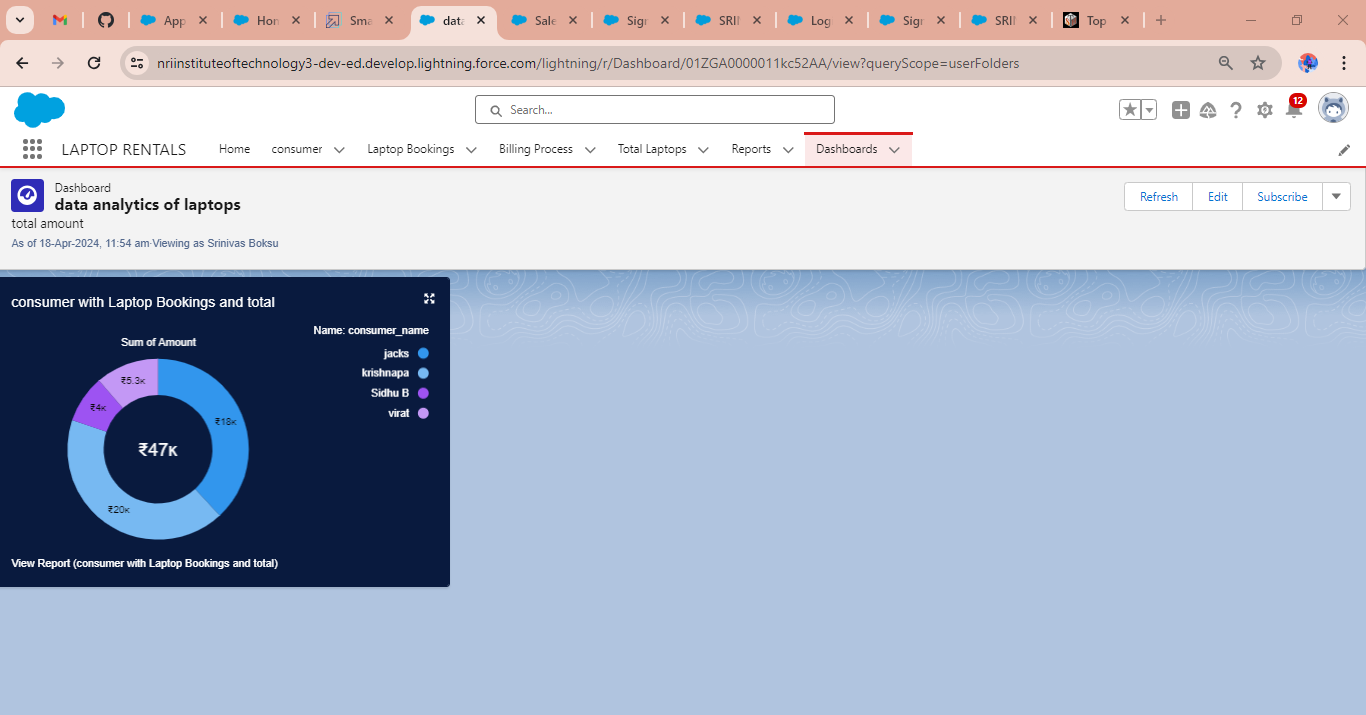 App
Hon
Sma
data
Sale
Sign
SRII
Log
Sign
SRII
Top
nriinstituteoftechnology3-dev-ed.develop.lightning.force.com/lightning/r/Dashboard/01ZGA0000011kc52AA/view?queryScope=userFolders
Search...
12
LAPTOP RENTALS Home consumer Laptop Bookings Billing Process Total Laptops Reports Dashboards
Dashboard
data analytics of laptops
total amount
As of 18-Apr-2024, 11:54 am·Viewing as Srinivas Boksu
Refresh Edit Subscribe
consumer with Laptop Bookings and total
Name: consumer_name
jacks
krishnapa
Sidhu B
virat
Sum of Amount
₹5.3K
₹4K
₹18K
₹47K
₹20K
View Report (consumer with Laptop Bookings and total)